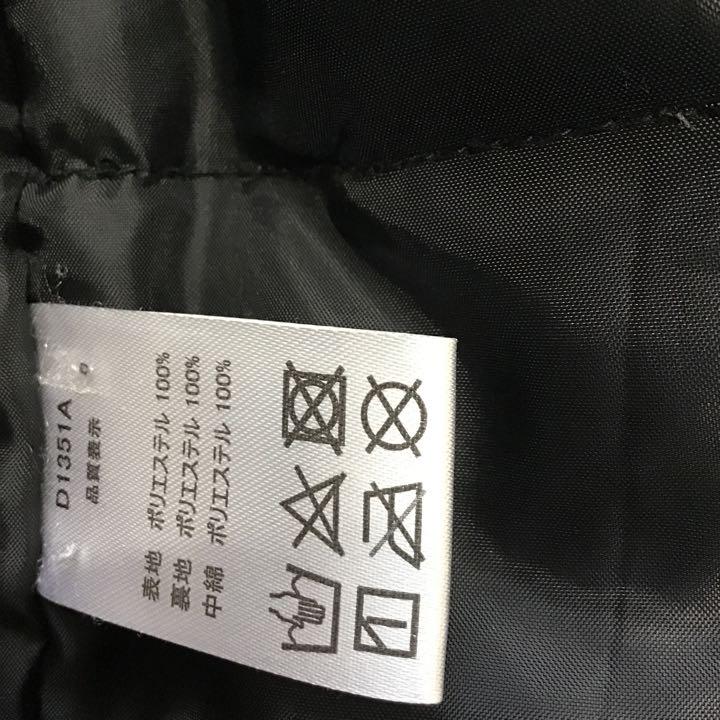 D1351A
品質表示
表地 ポリエステル 100%
裏地 ポリエステル 100%
中綿 ポリエステル 100%